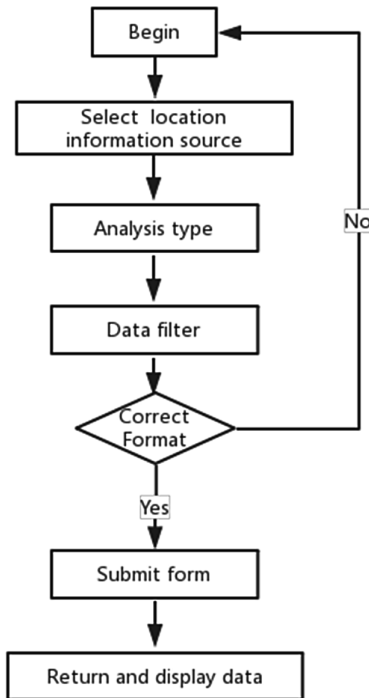 Begin
Select location
information source
Analysis type
Data filter
Correct
Format
No
Yes
Submit form
Return and display data